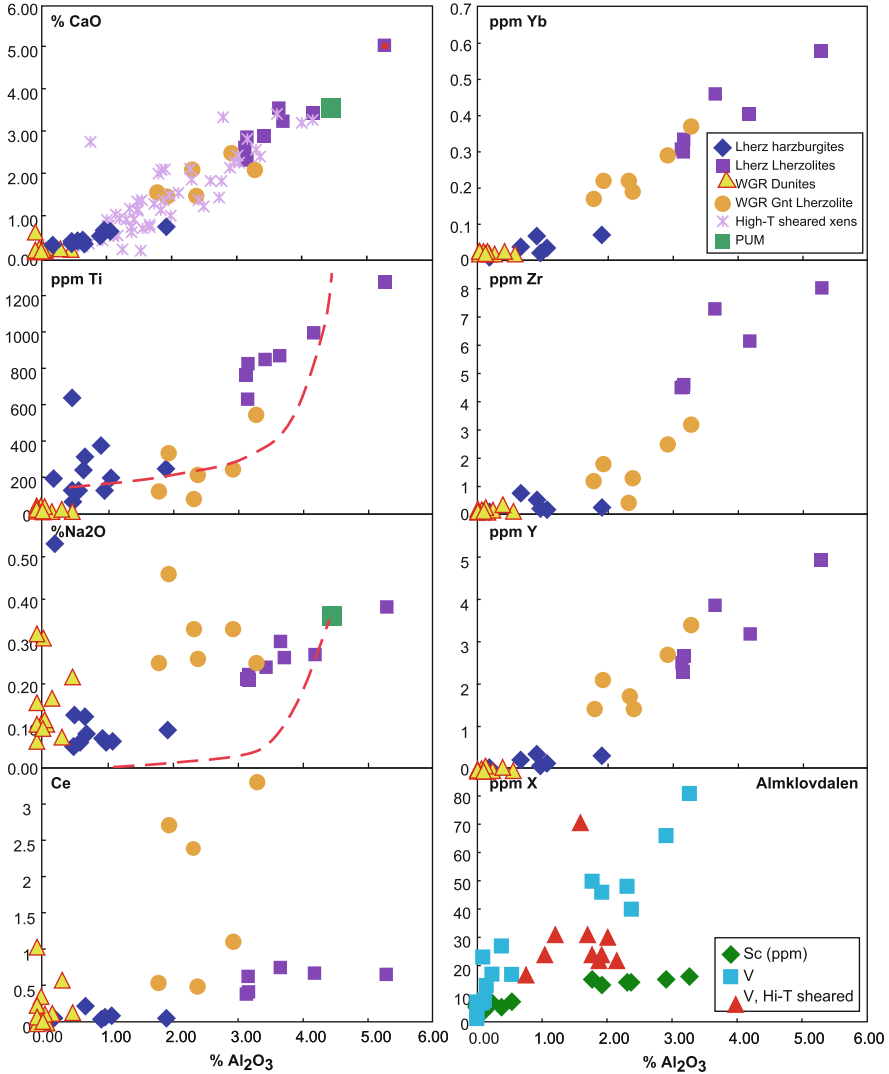 % CaO
6.00
5.00
4.00
3.00
2.00
1.00
0.00
ppm Ti
1200
1000
800
600
400
200
0
%Na2O
0.50
0.40
0.30
0.20
0.1
0.00
Ce
3
2.5
2
1.5
1
0.5
0
0.00 1.00 2.00 3.00 4.00 5.00 6.00
% Al2O3
ppm Yb
0.7
0.6
0.5
0.4
0.3
0.2
0.1
0
Lherz harzburgites
Lherz Lherzolites
WGR Dunites
WGR Gnt Lherzolite
High-T sheared xens
PUM
ppm Zr
8
7
6
5
4
3
2
1
0
ppm Y
5
4
3
2
1
0
ppm X Almklovdalen
80
70
60
50
40
30
20
10
0
Sc (ppm)
V
V, Hi-T sheared
0.00 1.00 2.00 3.00 4.00 5.00 6.00
% Al2O3